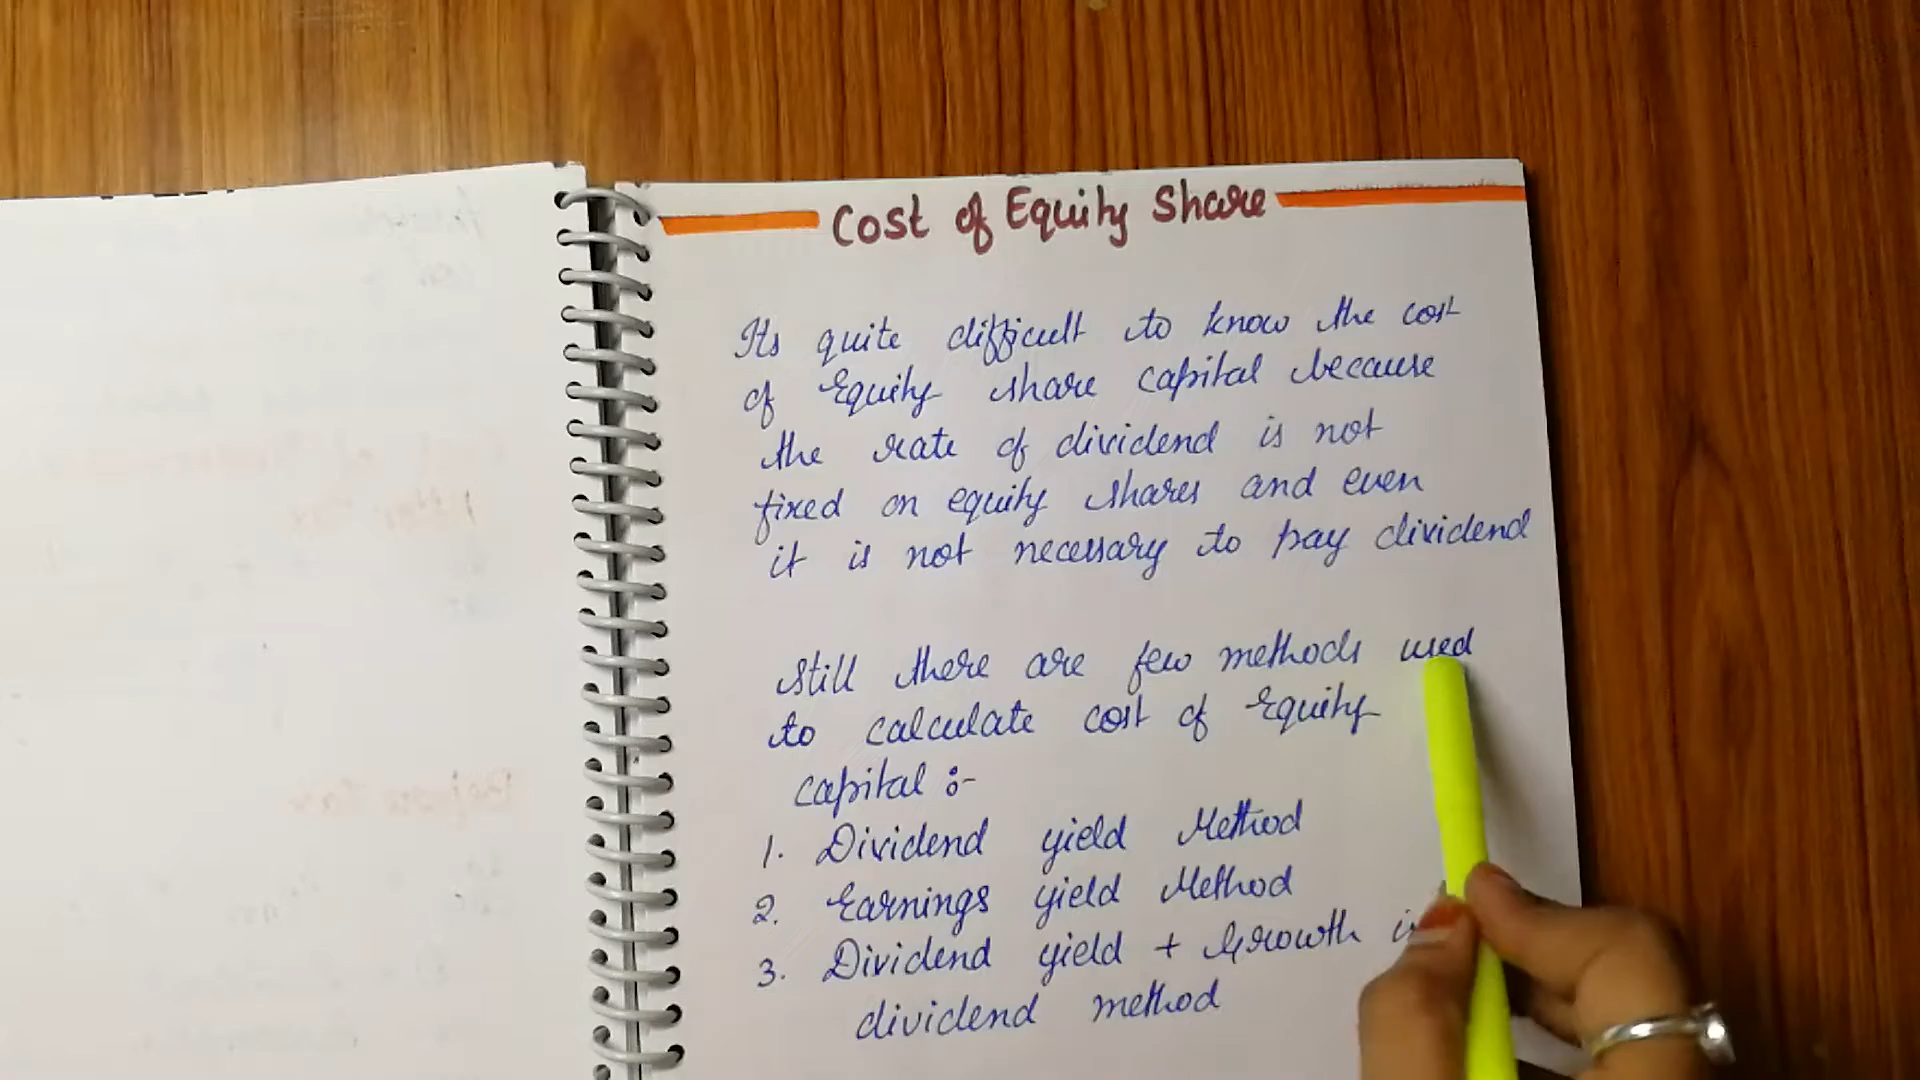 Cost of Equity Share
Its quite difficult to know the cost
of Equity share capital because
the rate of dividend is not
fixed on equity shares and even
it is not necessary to pay dividend
still there are few methods used
to calculate cost of Equity
capital :-
1. Dividend yield Method
2. Earnings yield Method
3. Dividend yield + Growth in
dividend method